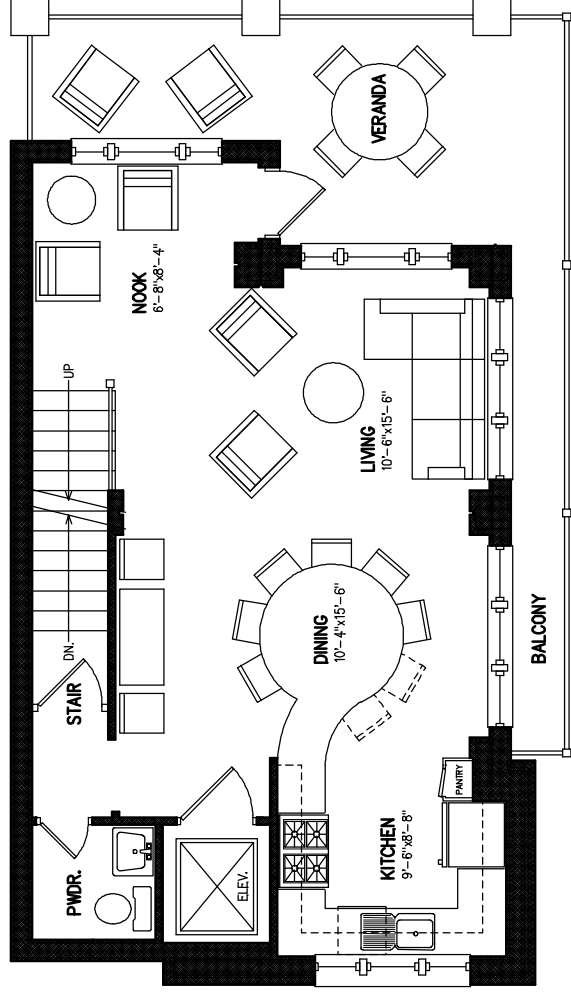 VERANDA
NOOK
6'-8"x8'-4"
UP
LIVING
10'-6"x15'-6"
DINING
10'-4"x15'-6"
BALCONY
DN.
STAIR
PANTRY
KITCHEN
9'-6"x8'-8"
ELEV.
PWDR.